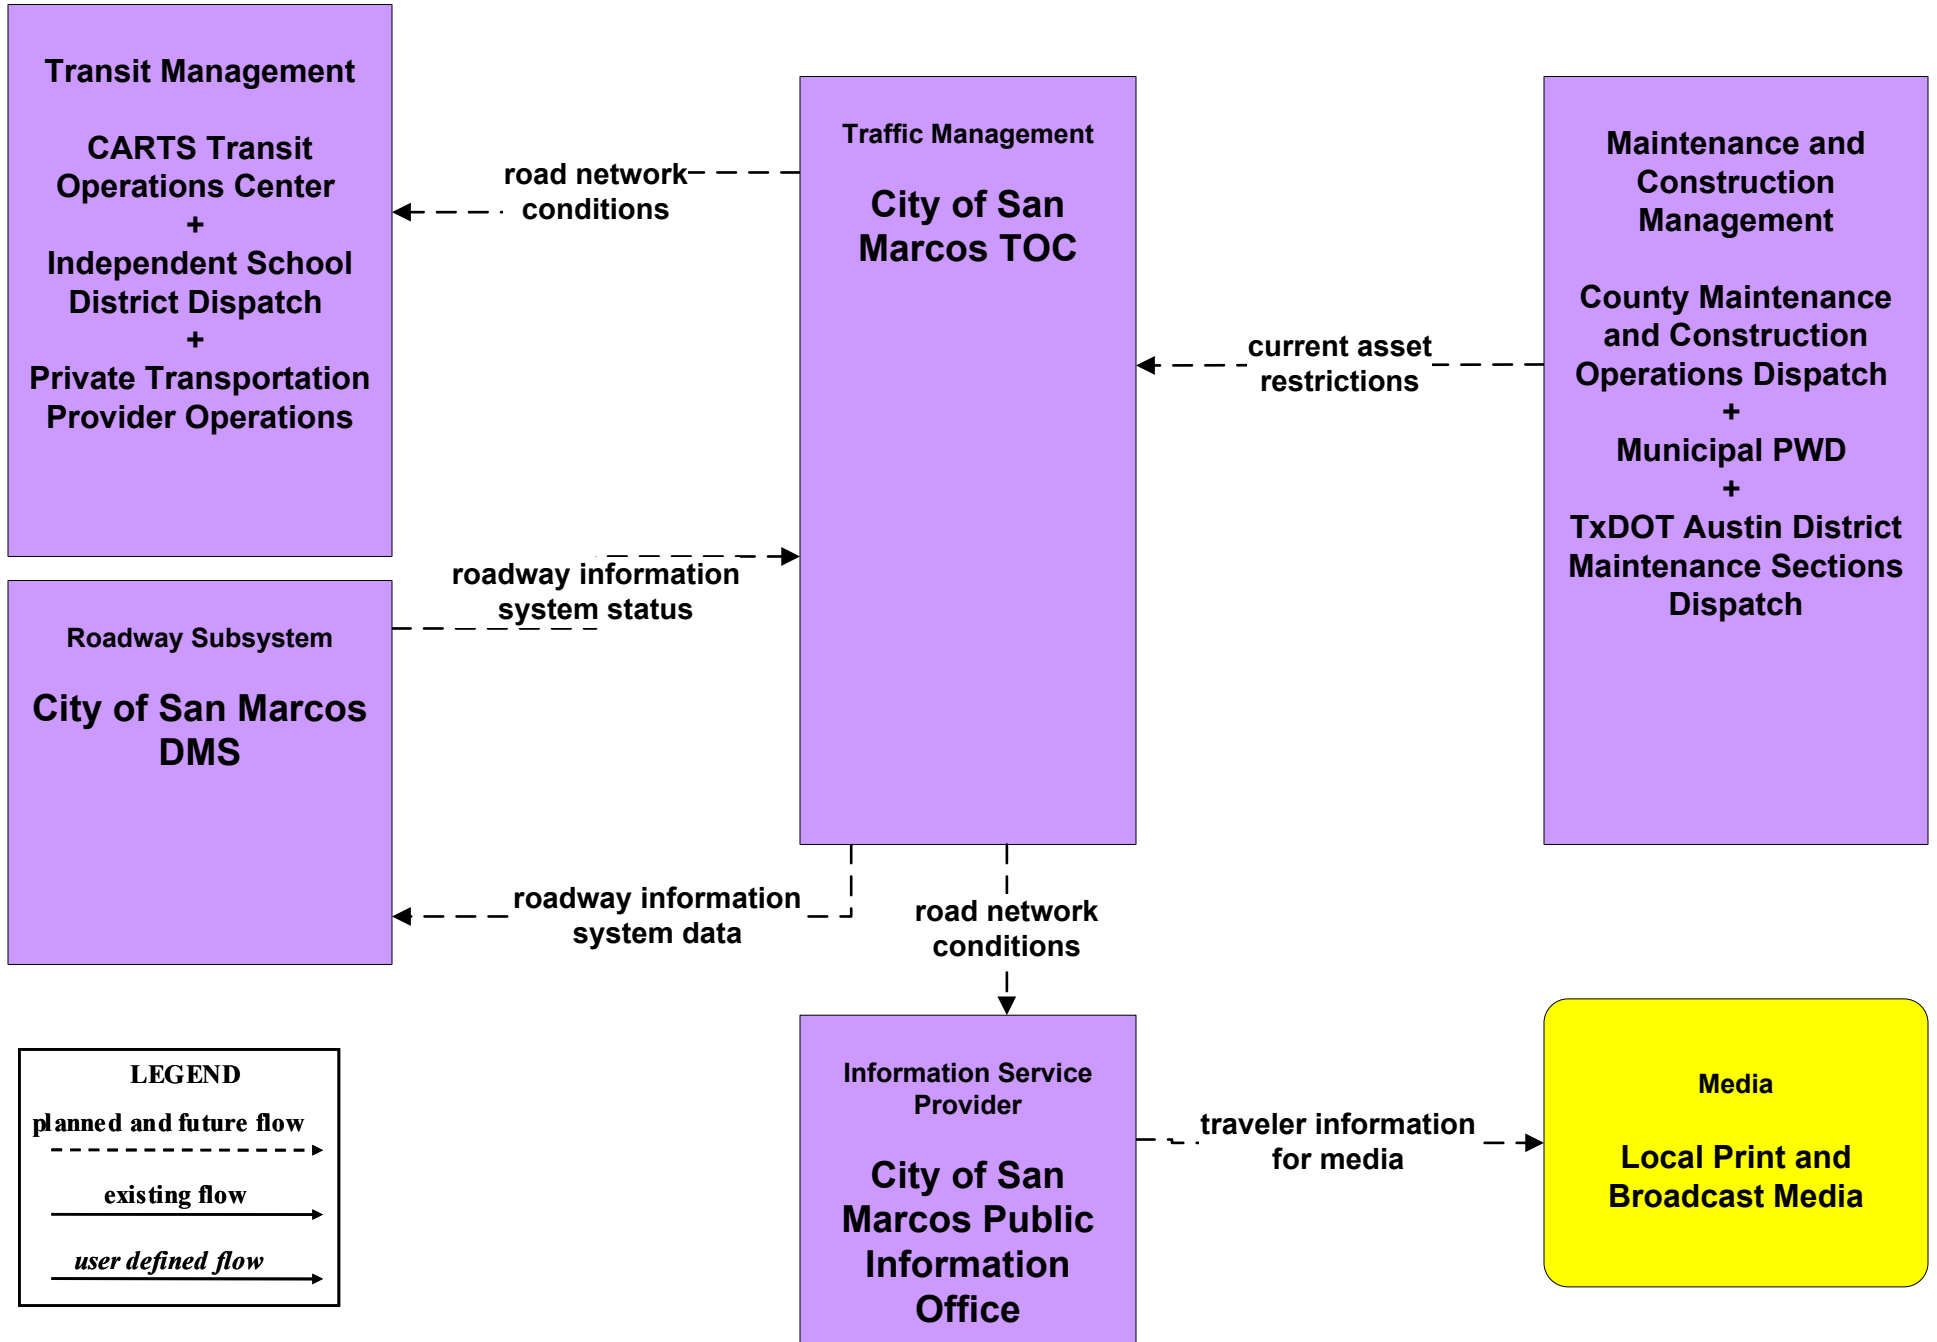 Transit Management
CARTS Transit
Operations Center
+
Independent School
District Dispatch
+
Private Transportation
Provider Operations
road network
conditions
Traffic Management
City of San
Marcos TOC
Maintenance and
Construction
Management
County Maintenance
and Construction
Operations Dispatch
+
Municipal PWD
+
TxDOT Austin District
Maintenance Sections
Dispatch
current asset
restrictions
roadway information
system status
Roadway Subsystem
City of San Marcos
DMS
roadway information
system data
road network
conditions
LEGEND
planned and future flow
existing flow
user defined flow
Information Service
Provider
City of San
Marcos Public
Information
Office
traveler information
for media
Media
Local Print and
Broadcast Media